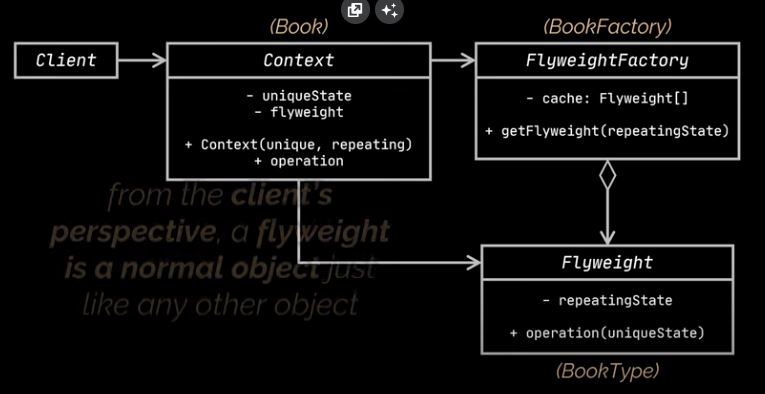 (Book)
(BookFactory)
Client
Context
FlyweightFactory
- uniqueState
- flyweight
+ Context(unique, repeating)
+ operation
- cache: Flyweight[]
+ getFlyweight(repeatingState)
from the client's
perspective, a flyweight
is a normal object just
like any other object
Flyweight
- repeatingState
+ operation(uniqueState)
(BookType)